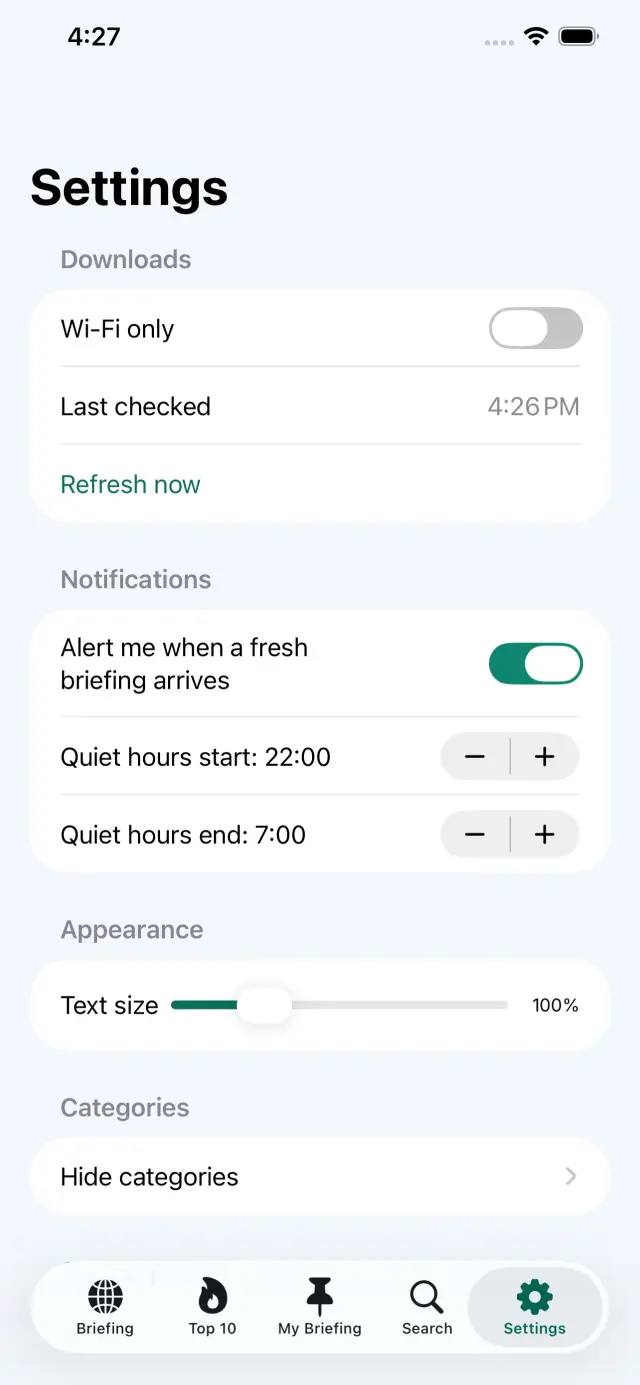 4:27
Settings
Downloads
Wi-Fi only
Last checked 4:26 PM
Refresh now
Notifications
Alert me when a fresh
briefing arrives
Quiet hours start: 22:00 − +
Quiet hours end: 7:00 − +
Appearance
Text size 100%
Categories
Hide categories
Briefing Top 10 My Briefing Search Settings